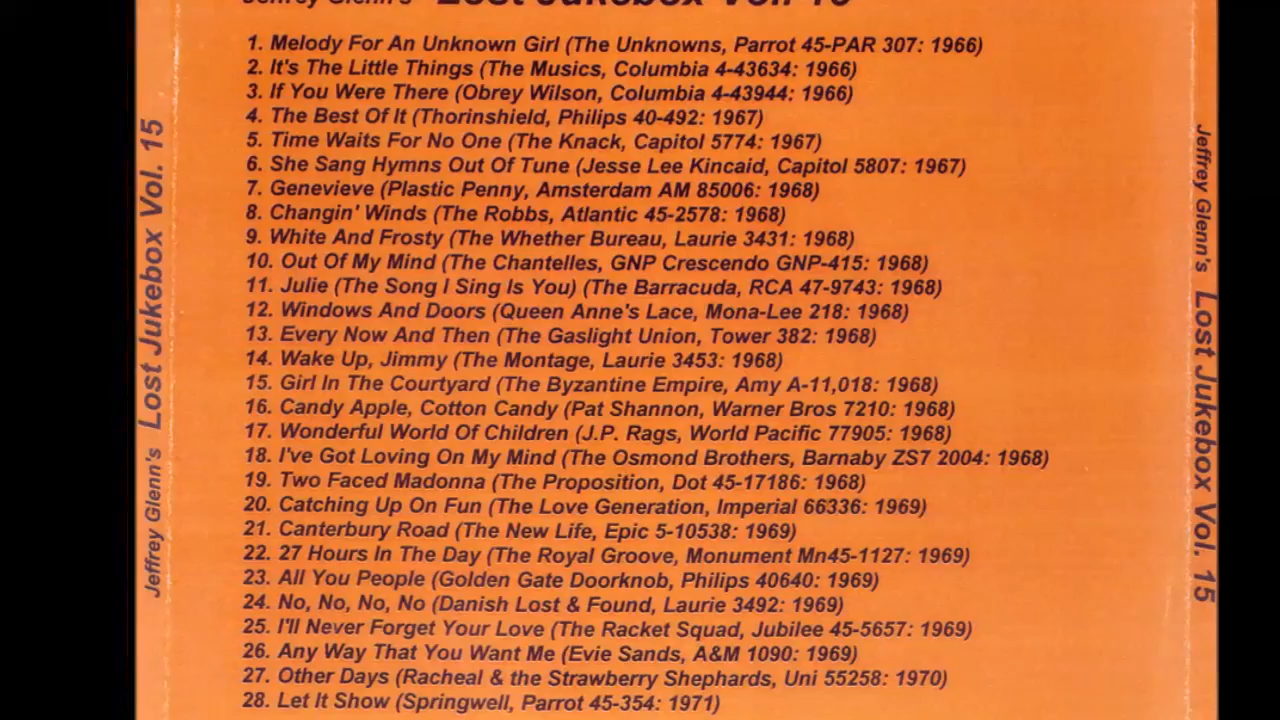 Jeffrey Glenn's Lost Jukebox Vol. 15
1. Melody For An Unknown Girl (The Unknowns, Parrot 45-PAR 307: 1966)
2. It's The Little Things (The Musics, Columbia 4-43634: 1966)
3. If You Were There (Obrey Wilson, Columbia 4-43944: 1966)
4. The Best Of It (Thorinshield, Philips 40-492: 1967)
5. Time Waits For No One (The Knack, Capitol 5774: 1967)
6. She Sang Hymns Out Of Tune (Jesse Lee Kincaid, Capitol 5807: 1967)
7. Genevieve (Plastic Penny, Amsterdam AM 85006: 1968)
8. Changin' Winds (The Robbs, Atlantic 45-2578: 1968)
9. White And Frosty (The Whether Bureau, Laurie 3431: 1968)
10. Out Of My Mind (The Chantelles, GNP Crescendo GNP-415: 1968)
11. Julie (The Song I Sing Is You) (The Barracuda, RCA 47-9743: 1968)
12. Windows And Doors (Queen Anne's Lace, Mona-Lee 218: 1968)
13. Every Now And Then (The Gaslight Union, Tower 382: 1968)
14. Wake Up, Jimmy (The Montage, Laurie 3453: 1968)
15. Girl In The Courtyard (The Byzantine Empire, Amy A-11,018: 1968)
16. Candy Apple, Cotton Candy (Pat Shannon, Warner Bros 7210: 1968)
17. Wonderful World Of Children (J.P. Rags, World Pacific 77905: 1968)
18. I've Got Loving On My Mind (The Osmond Brothers, Barnaby ZS7 2004: 1968)
19. Two Faced Madonna (The Proposition, Dot 45-17186: 1968)
20. Catching Up On Fun (The Love Generation, Imperial 66336: 1969)
21. Canterbury Road (The New Life, Epic 5-10538: 1969)
22. 27 Hours In The Day (The Royal Groove, Monument Mn45-1127: 1969)
23. All You People (Golden Gate Doorknob, Philips 40640: 1969)
24. No, No, No, No (Danish Lost & Found, Laurie 3492: 1969)
25. I'll Never Forget Your Love (The Racket Squad, Jubilee 45-5657: 1969)
26. Any Way That You Want Me (Evie Sands, A&M 1090: 1969)
27. Other Days (Racheal & the Strawberry Shephards, Uni 55258: 1970)
28. Let It Show (Springwell, Parrot 45-354: 1971)
Jeffrey Glenn's Lost Jukebox Vol. 15
Jeffrey Glenn's Lost Jukebox Vol. 15